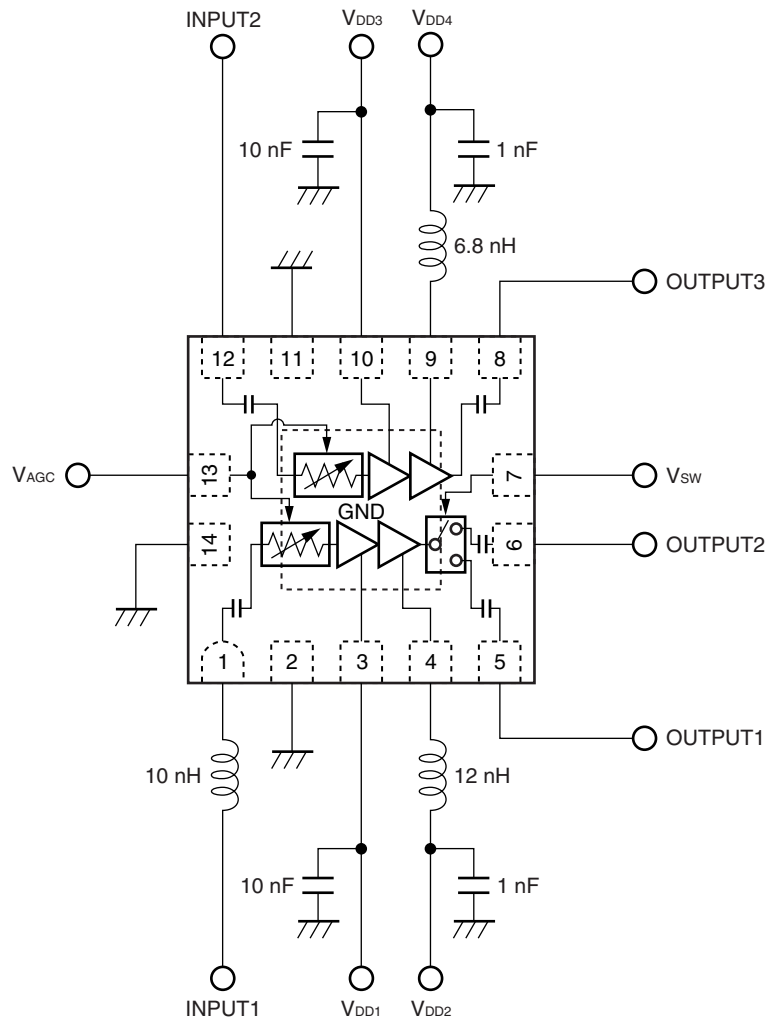 INPUT2
VDD3
VDD4
10 nF
1 nF
6.8 nH
OUTPUT3
12
11
10
9
8
VAGC
13
7
VSW
GND
14
6
OUTPUT2
1
2
3
4
5
OUTPUT1
10 nH
12 nH
10 nF
1 nF
INPUT1
VDD1
VDD2